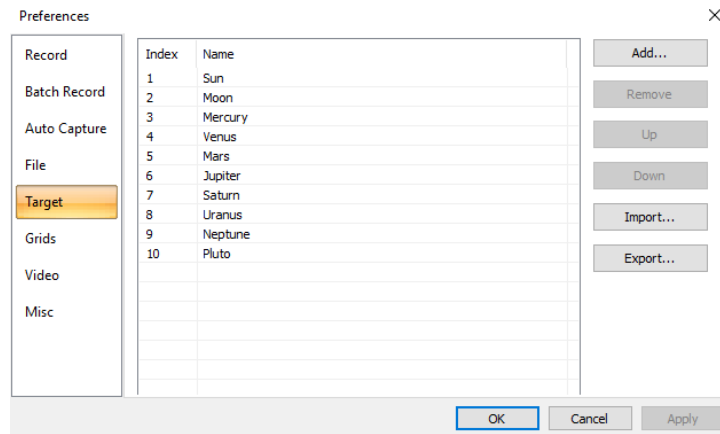 Preferences
Record
Batch Record
Auto Capture
File
Target
Grids
Video
Misc
Index Name
1 Sun
2 Moon
3 Mercury
4 Venus
5 Mars
6 Jupiter
7 Saturn
8 Uranus
9 Neptune
10 Pluto
Add...
Remove
Up
Down
Import...
Export...
OK Cancel Apply